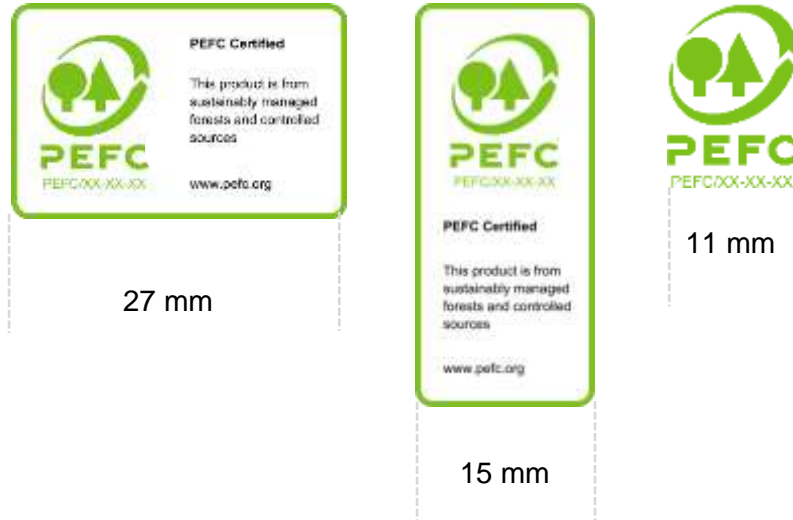 PEFC Certified
This product is from
sustainably managed
forests and controlled
sources
www.pefc.org
PEFC
PEFC/XX-XX-XX
27 mm
PEFC
PEFC/XX-XX-XX
PEFC Certified
This product is from
sustainably managed
forests and controlled
sources
www.pefc.org
15 mm
PEFC
PEFC/XX-XX-XX
11 mm